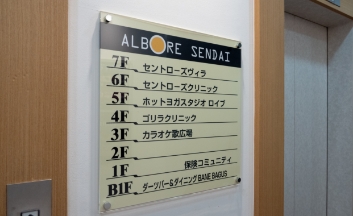 ALBORE SENDAI
7F セントローズヴィラ
6F セントローズクリニック
5F ホットヨガスタジオ ロイブ
4F ゴリラクリニック
3F カラオケ歌広場
2F
1F 保険コミュニティ
B1F ダーツバー&ダイニング BANE BAGUS